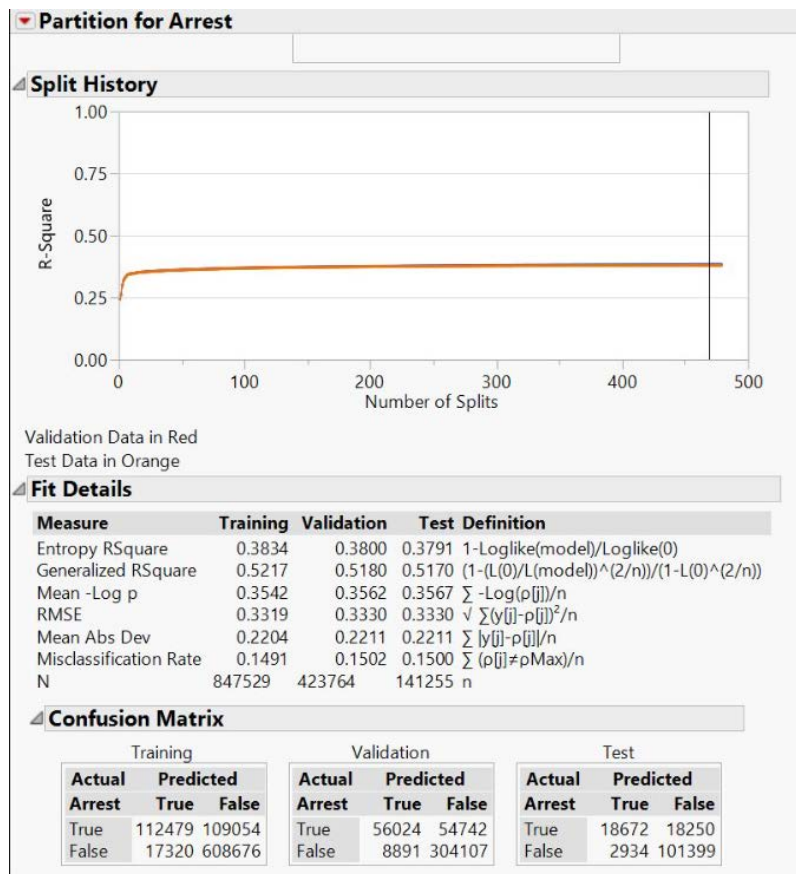 Partition for Arrest
Split History
1.00
0.75
0.50
0.25
0.00
R-Square
0 100 200 300 400 500
Number of Splits
Validation Data in Red
Test Data in Orange
Fit Details
Measure Training Validation Test Definition
Entropy RSquare 0.3834 0.3800 0.3791 1-Loglike(model)/Loglike(0)
Generalized RSquare 0.5217 0.5180 0.5170 (1-(L(0)/L(model))^(2/n))/(1-L(0)^(2/n))
Mean -Log p 0.3542 0.3562 0.3567 ∑ -Log(ρ[j])/n
RMSE 0.3319 0.3330 0.3330 √ ∑(y[j]-ρ[j])²/n
Mean Abs Dev 0.2204 0.2211 0.2211 ∑ |y[j]-ρ[j]|/n
Misclassification Rate 0.1491 0.1502 0.1500 ∑ (ρ[j]≠ρMax)/n
N 847529 423764 141255 n
Confusion Matrix
Training Validation Test
Actual Predicted Actual Predicted Actual Predicted
Arrest True False Arrest True False Arrest True False
True 112479 109054 True 56024 54742 True 18672 18250
False 17320 608676 False 8891 304107 False 2934 101399